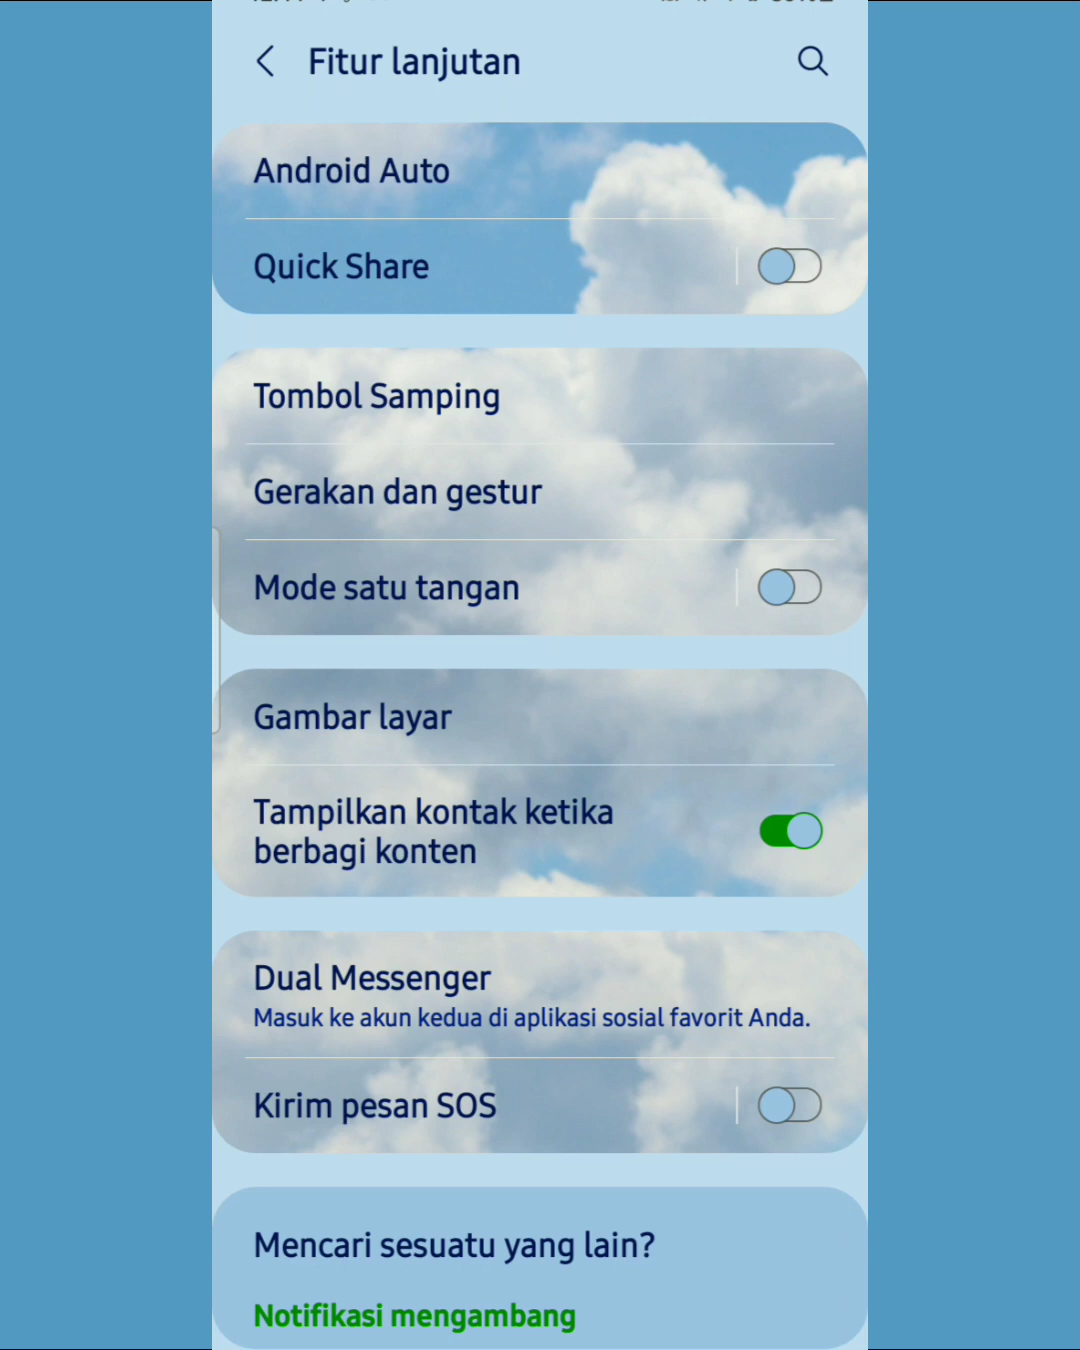 Fitur lanjutan
Android Auto
Quick Share
Tombol Samping
Gerakan dan gestur
Mode satu tangan
Gambar layar
Tampilkan kontak ketika
berbagi konten
Dual Messenger
Masuk ke akun kedua di aplikasi sosial favorit Anda.
Kirim pesan SOS
Mencari sesuatu yang lain?
Notifikasi mengambang